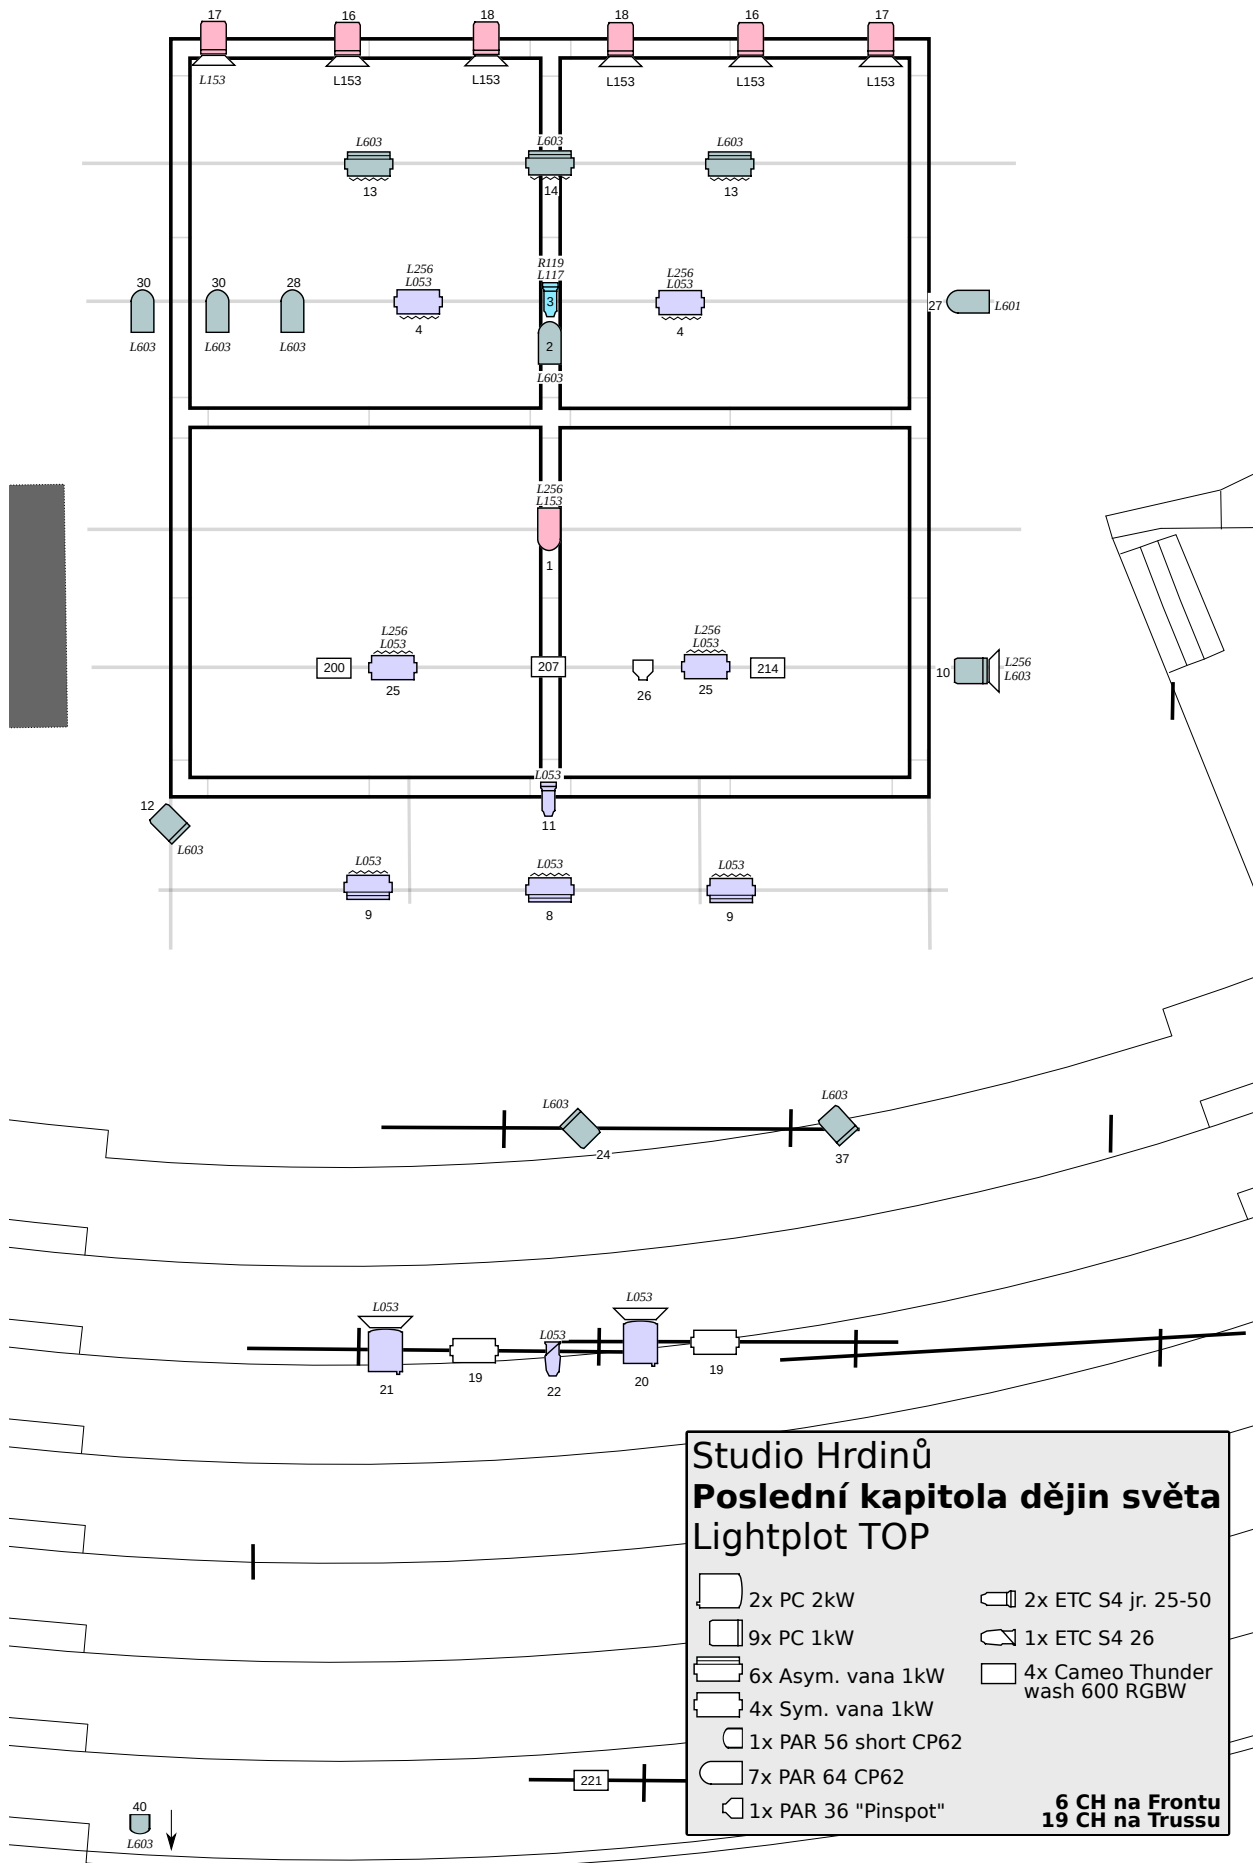 17
16
18
18
16
17
L153
L153
L153
L153
L153
L153
L603
L603
L603
13
14
13
30
30
28
L256
L053
R119
L117
L256
L053
3
27
L601
4
4
L603
L603
L603
2
L603
L256
L153
1
L256
L053
L256
L053
200
207
214
10
L256
L603
25
26
25
L053
12
11
L603
L053
L053
L053
9
8
9
L603
L603
24
37
L053
L053
L053
21
19
22
20
19
Studio Hrdinů
Poslední kapitola dějin světa
Lightplot TOP
2x PC 2kW
9x PC 1kW
6x Asym. vana 1kW
4x Sym. vana 1kW
1x PAR 56 short CP62
7x PAR 64 CP62
1x PAR 36 "Pinspot"
2x ETC S4 jr. 25-50
1x ETC S4 26
4x Cameo Thunder
wash 600 RGBW
6 CH na Frontu
19 CH na Trussu
221
40
L603